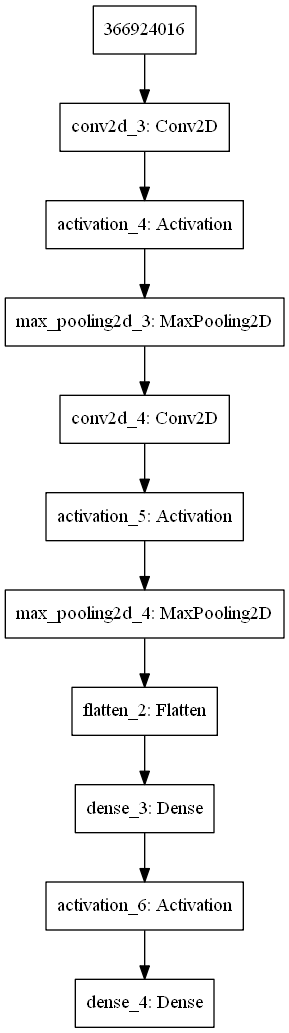 366924016
conv2d_3: Conv2D
activation_4: Activation
max_pooling2d_3: MaxPooling2D
conv2d_4: Conv2D
activation_5: Activation
max_pooling2d_4: MaxPooling2D
flatten_2: Flatten
dense_3: Dense
activation_6: Activation
dense_4: Dense